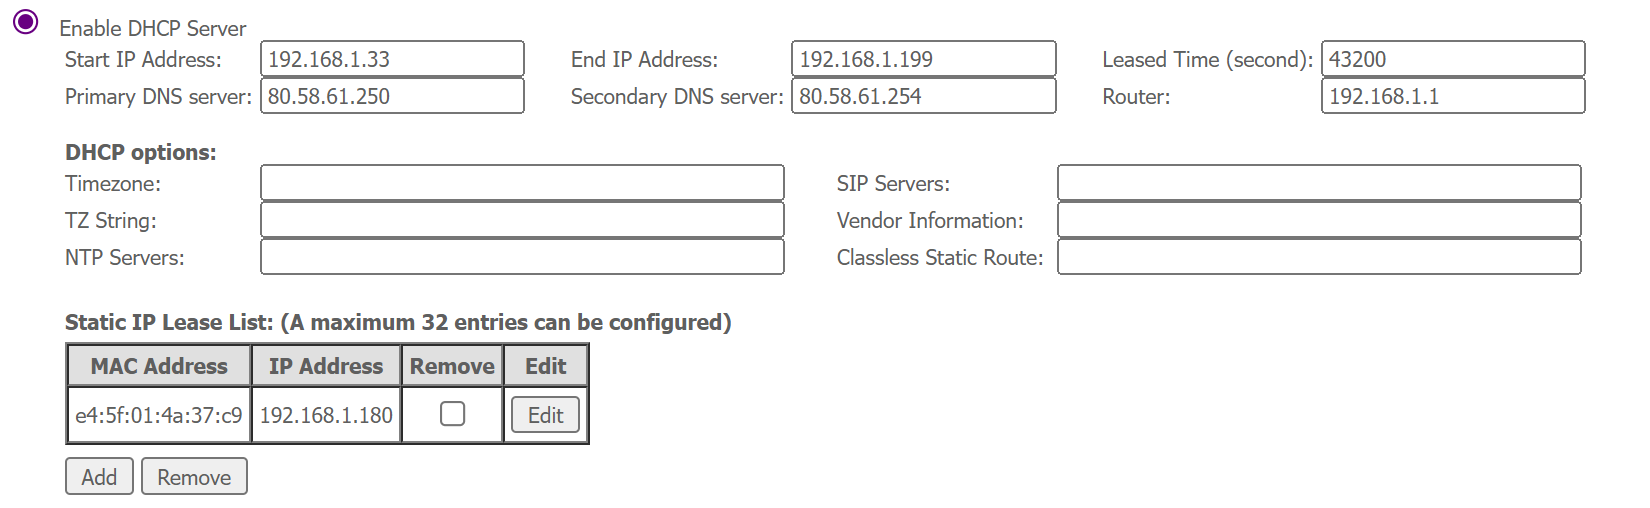 Enable DHCP Server
Start IP Address: 192.168.1.33 End IP Address: 192.168.1.199 Leased Time (second): 43200
Primary DNS server: 80.58.61.250 Secondary DNS server: 80.58.61.254 Router: 192.168.1.1
DHCP options:
Timezone: SIP Servers:
TZ String: Vendor Information:
NTP Servers: Classless Static Route:
Static IP Lease List: (A maximum 32 entries can be configured)
MAC Address IP Address Remove Edit
e4:5f:01:4a:37:c9 192.168.1.180 Edit
Add Remove